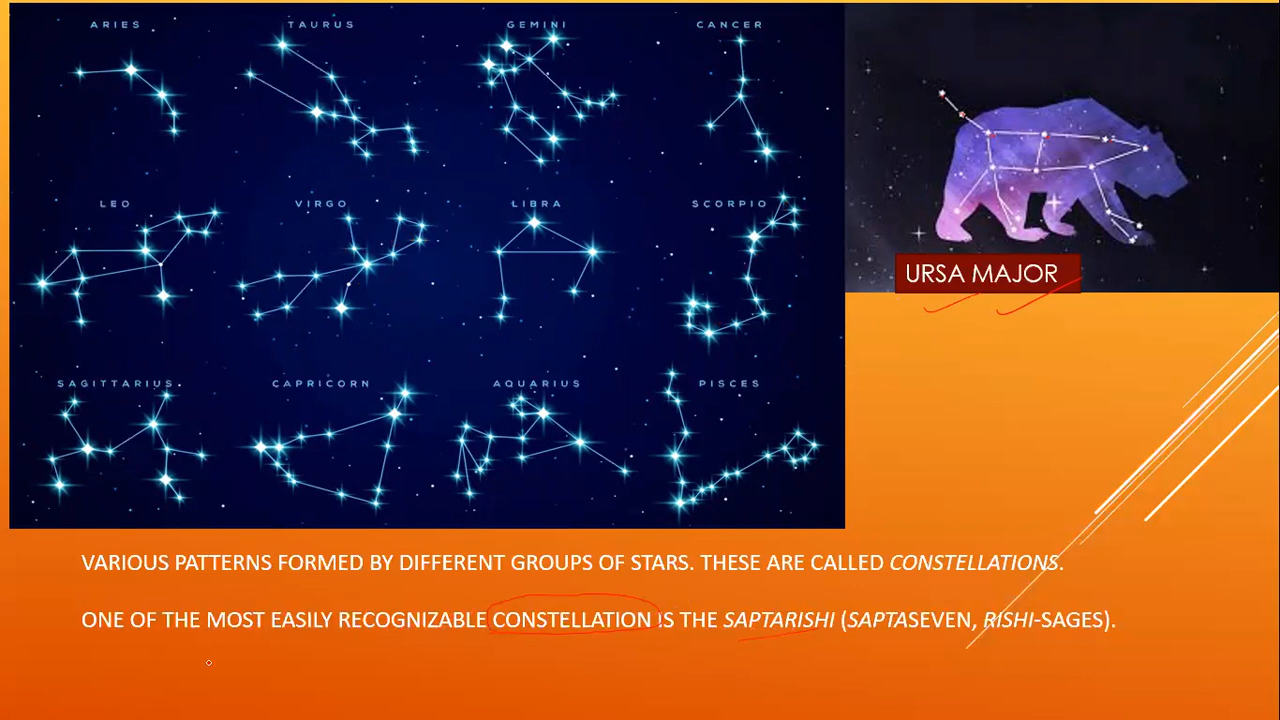 ARIES
TAURUS
GEMINI
CANCER
LEO
VIRGO
LIBRA
SCORPIO
SAGITTARIUS
CAPRICORN
AQUARIUS
PISCES
URSA MAJOR
VARIOUS PATTERNS FORMED BY DIFFERENT GROUPS OF STARS. THESE ARE CALLED CONSTELLATIONS.
ONE OF THE MOST EASILY RECOGNIZABLE CONSTELLATION IS THE SAPTARISHI (SAPTASEVEN, RISHI-SAGES).